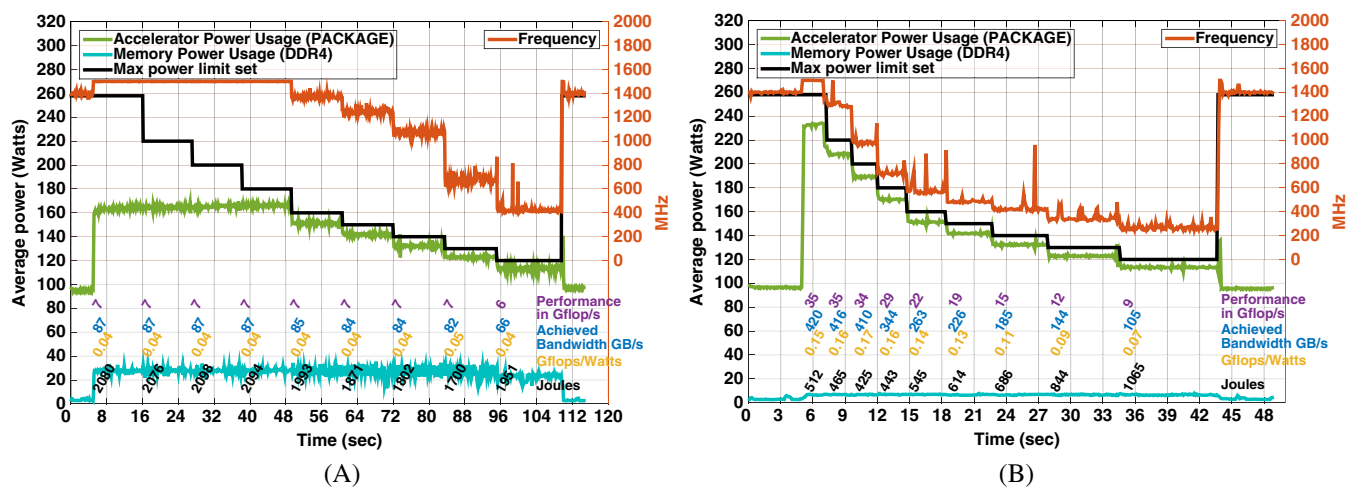 320 300 280 260 240 220 200 180 160 140 120 100 80 60 40 20 0
Average power (Watts)
Accelerator Power Usage (PACKAGE)
Memory Power Usage (DDR4)
Max power limit set
Frequency
2000 1800 1600 1400 1200 1000 800 600 400 200 0
MHz
7 7 7 7 7 7 7 7 6
Performance
in Gflop/s
87 87 87 87 85 84 84 82 66
Achieved
Bandwidth GB/s
0.04 0.04 0.04 0.04 0.04 0.04 0.04 0.05 0.04
Gflops/Watts
2080 2076 2098 2094 1993 1871 1802 1700 1951
Joules
0 8 16 24 32 40 48 56 64 72 80 88 96 104 112 120
Time (sec)
(A)
320 300 280 260 240 220 200 180 160 140 120 100 80 60 40 20 0
Average power (Watts)
Accelerator Power Usage (PACKAGE)
Memory Power Usage (DDR4)
Max power limit set
Frequency
2000 1800 1600 1400 1200 1000 800 600 400 200 0
MHz
35 35 34 29 22 19 15 12 9
Performance
in Gflop/s
420 416 410 344 263 226 185 144 105
Achieved
Bandwidth GB/s
0.15 0.16 0.17 0.16 0.14 0.13 0.11 0.09 0.07
Gflops/Watts
512 465 425 443 545 614 686 844 1065
Joules
0 3 6 9 12 15 18 21 24 27 30 33 36 39 42 45 48
Time (sec)
(B)